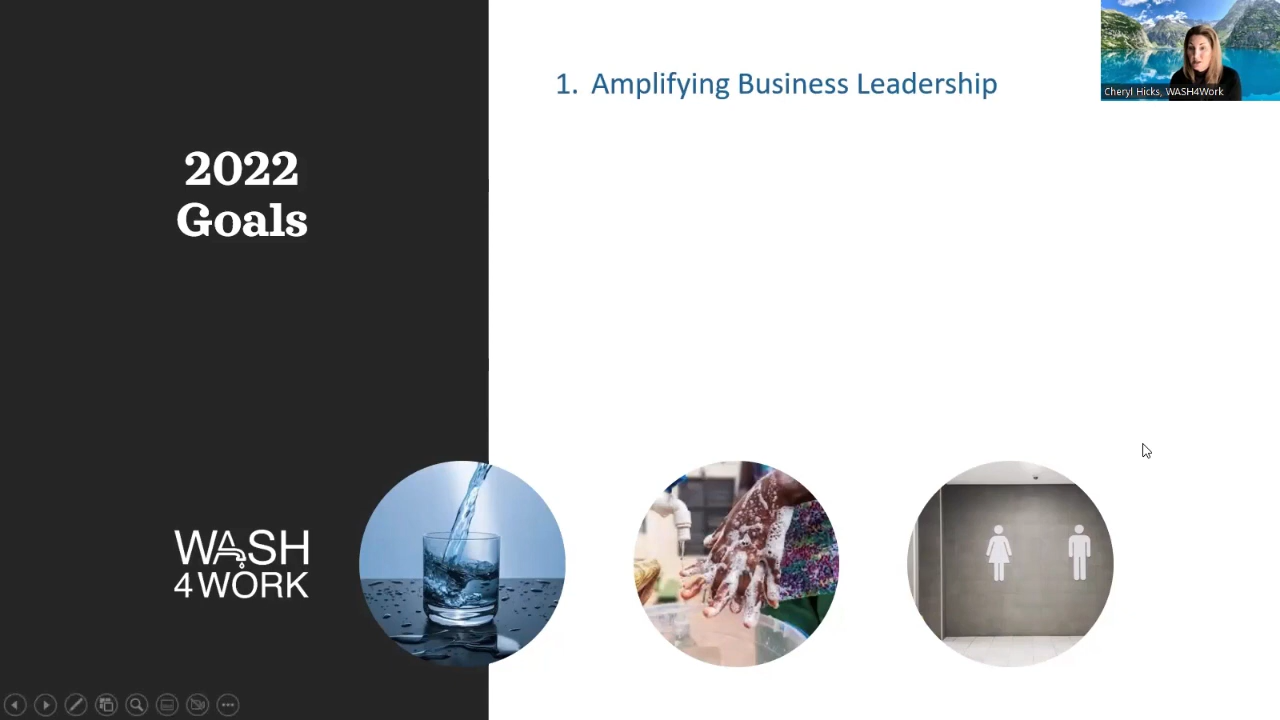 1. Amplifying Business Leadership
Cheryl Hicks, WASH4Work
2022
Goals
WASH
4WORK